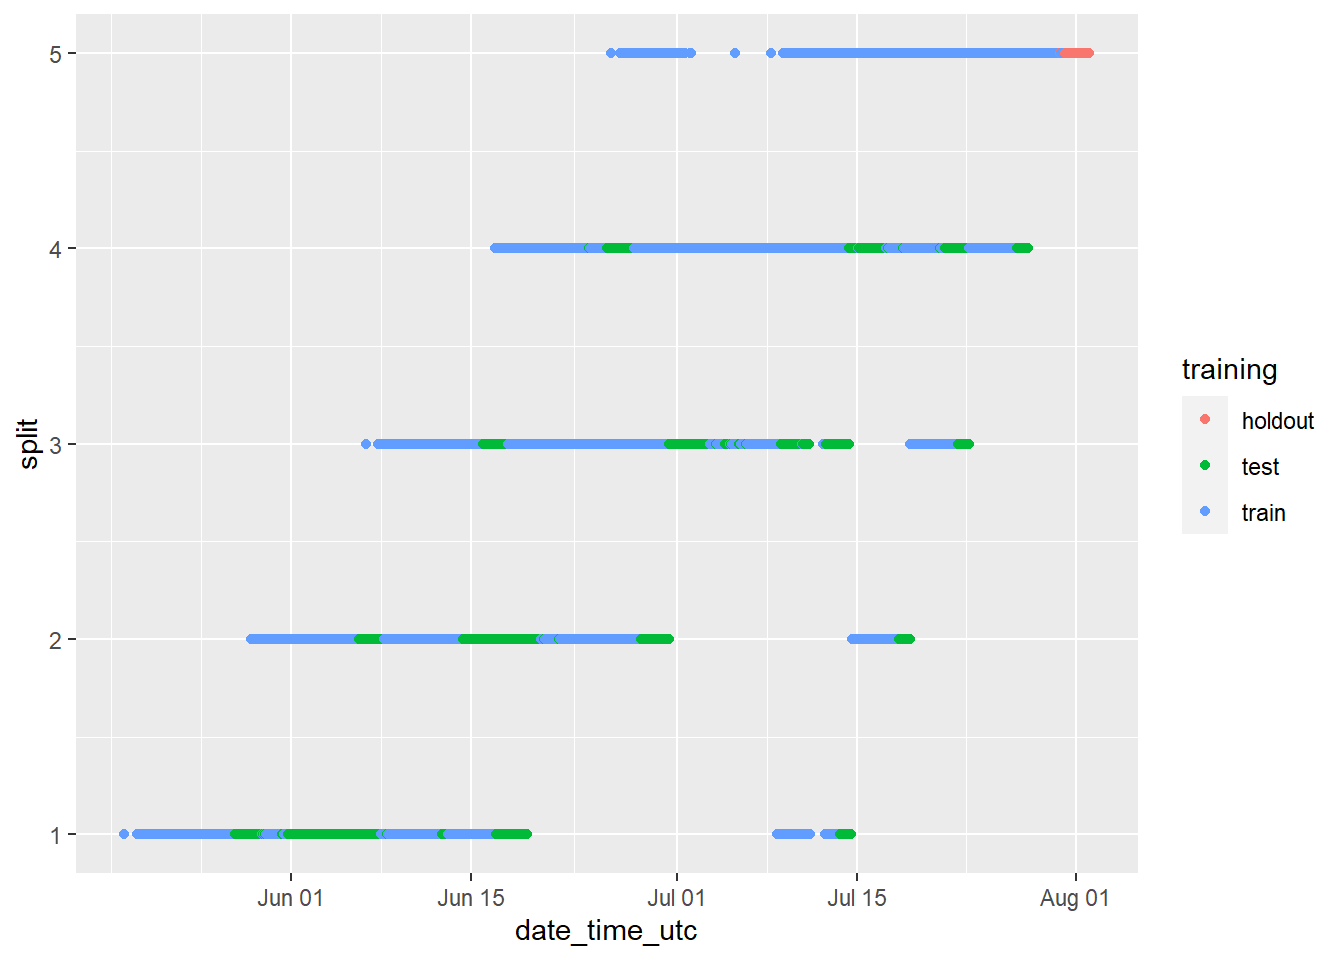 5
4
3
2
1
split
Jun 01
Jun 15
Jul 01
Jul 15
Aug 01
date_time_utc
training
holdout
test
train